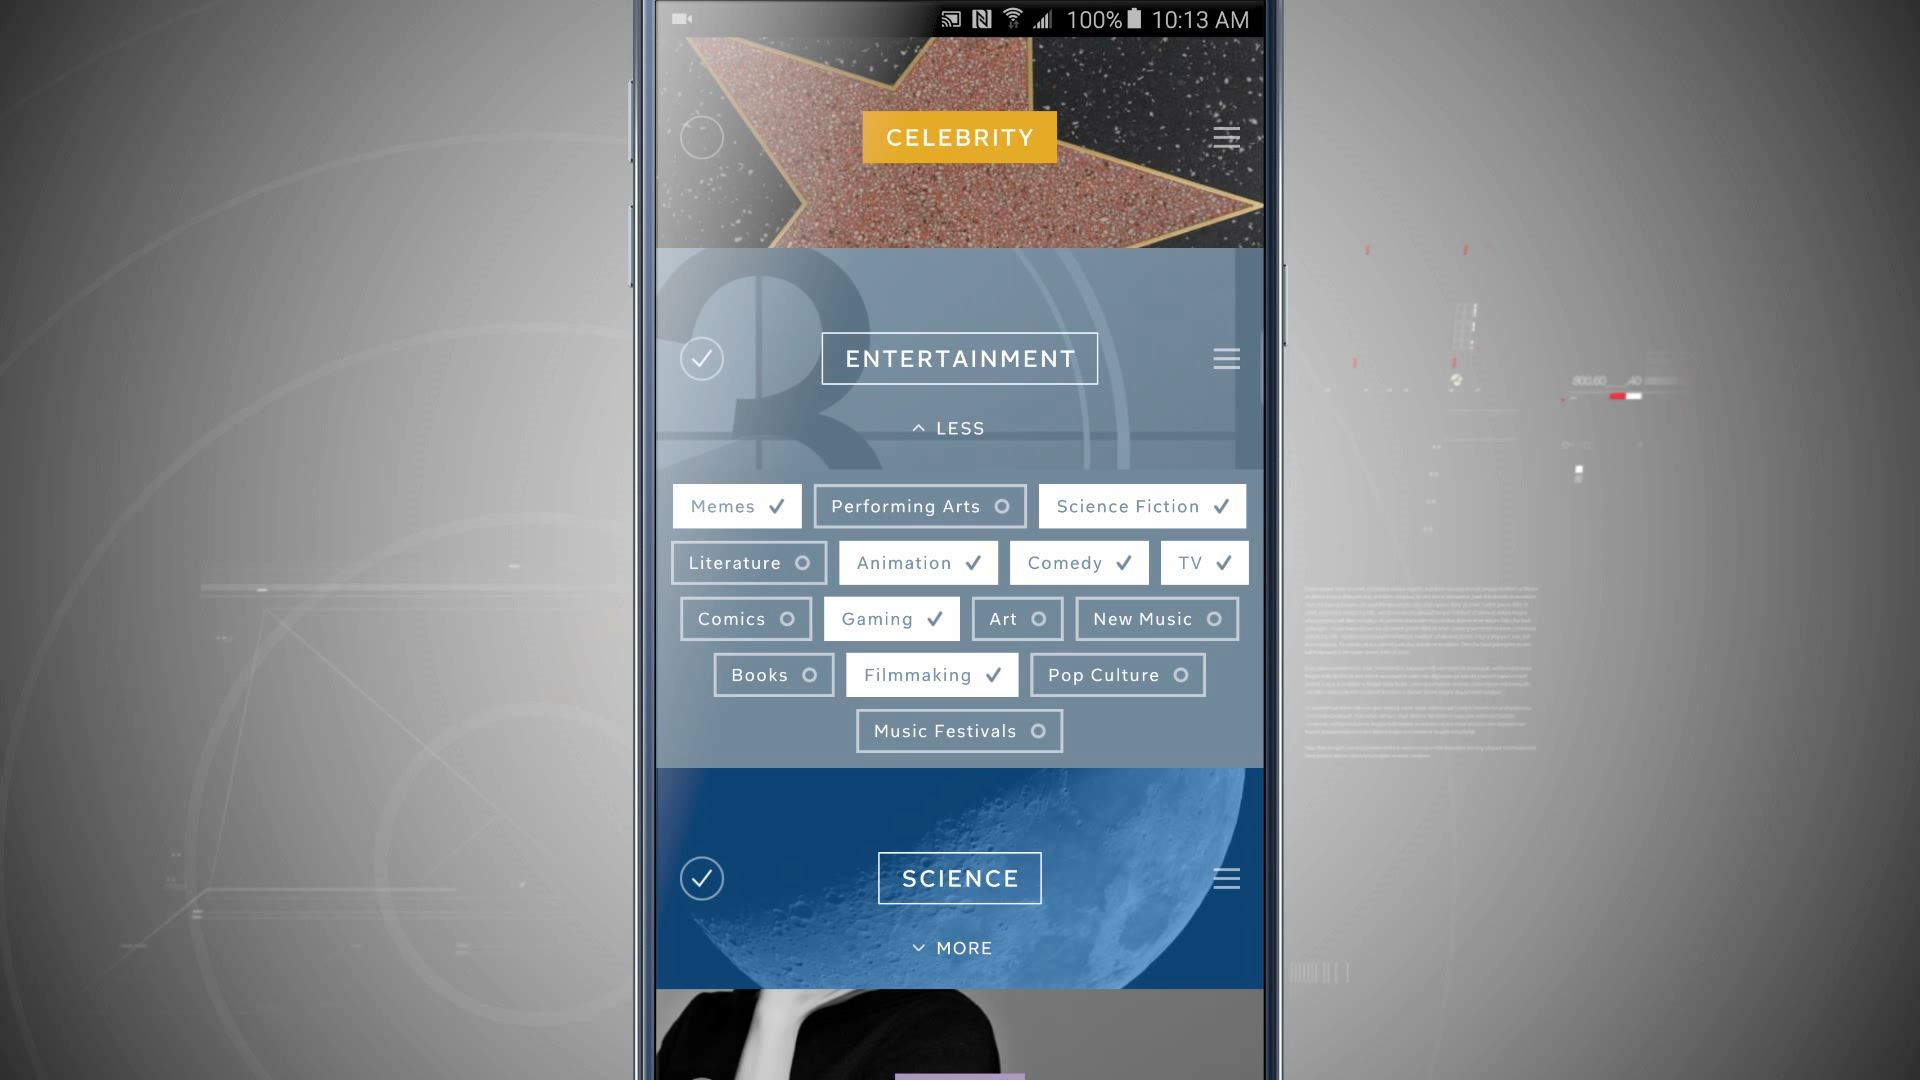 100% 10:13 AM
CELEBRITY
ENTERTAINMENT
LESS
Memes Performing Arts Science Fiction
Literature Animation Comedy TV
Comics Gaming Art New Music
Books Filmmaking Pop Culture
Music Festivals
SCIENCE
MORE